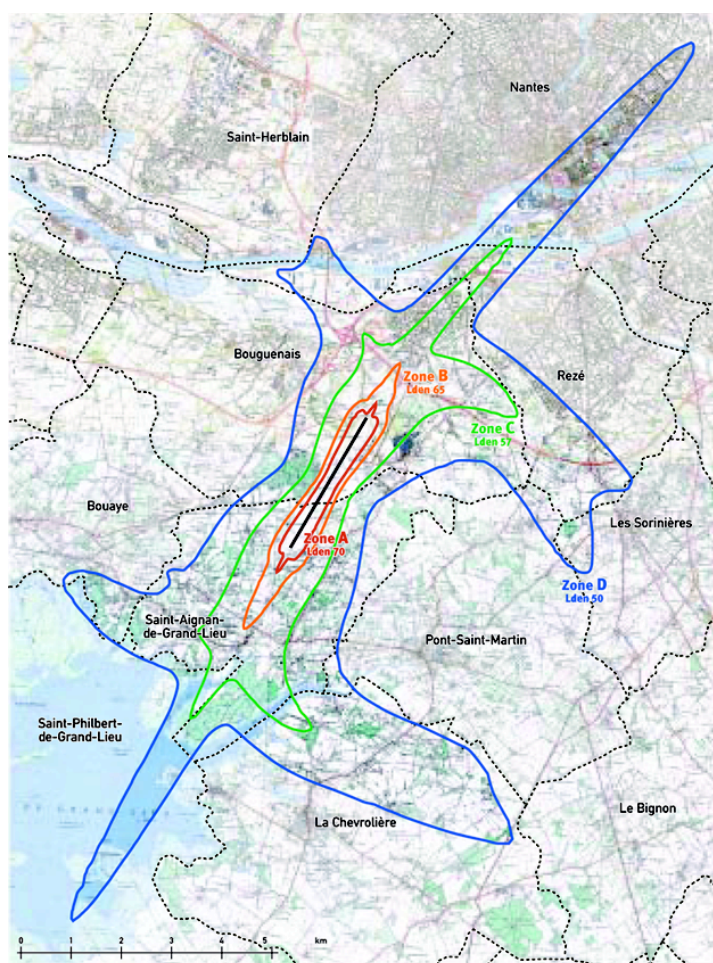 Nantes
Saint-Herblain
Bouguenais
Zone B
Lden 65
Rezé
Zone C
Lden 57
Bouaye
Les Sorinières
Zone A
Lden 70
Zone D
Lden 50
Saint-Aignan-
de-Grand-Lieu
Pont-Saint-Martin
Saint-Philbert-
de-Grand-Lieu
Le Bignon
La Chevrolière
0 1 2 3 4 5 km